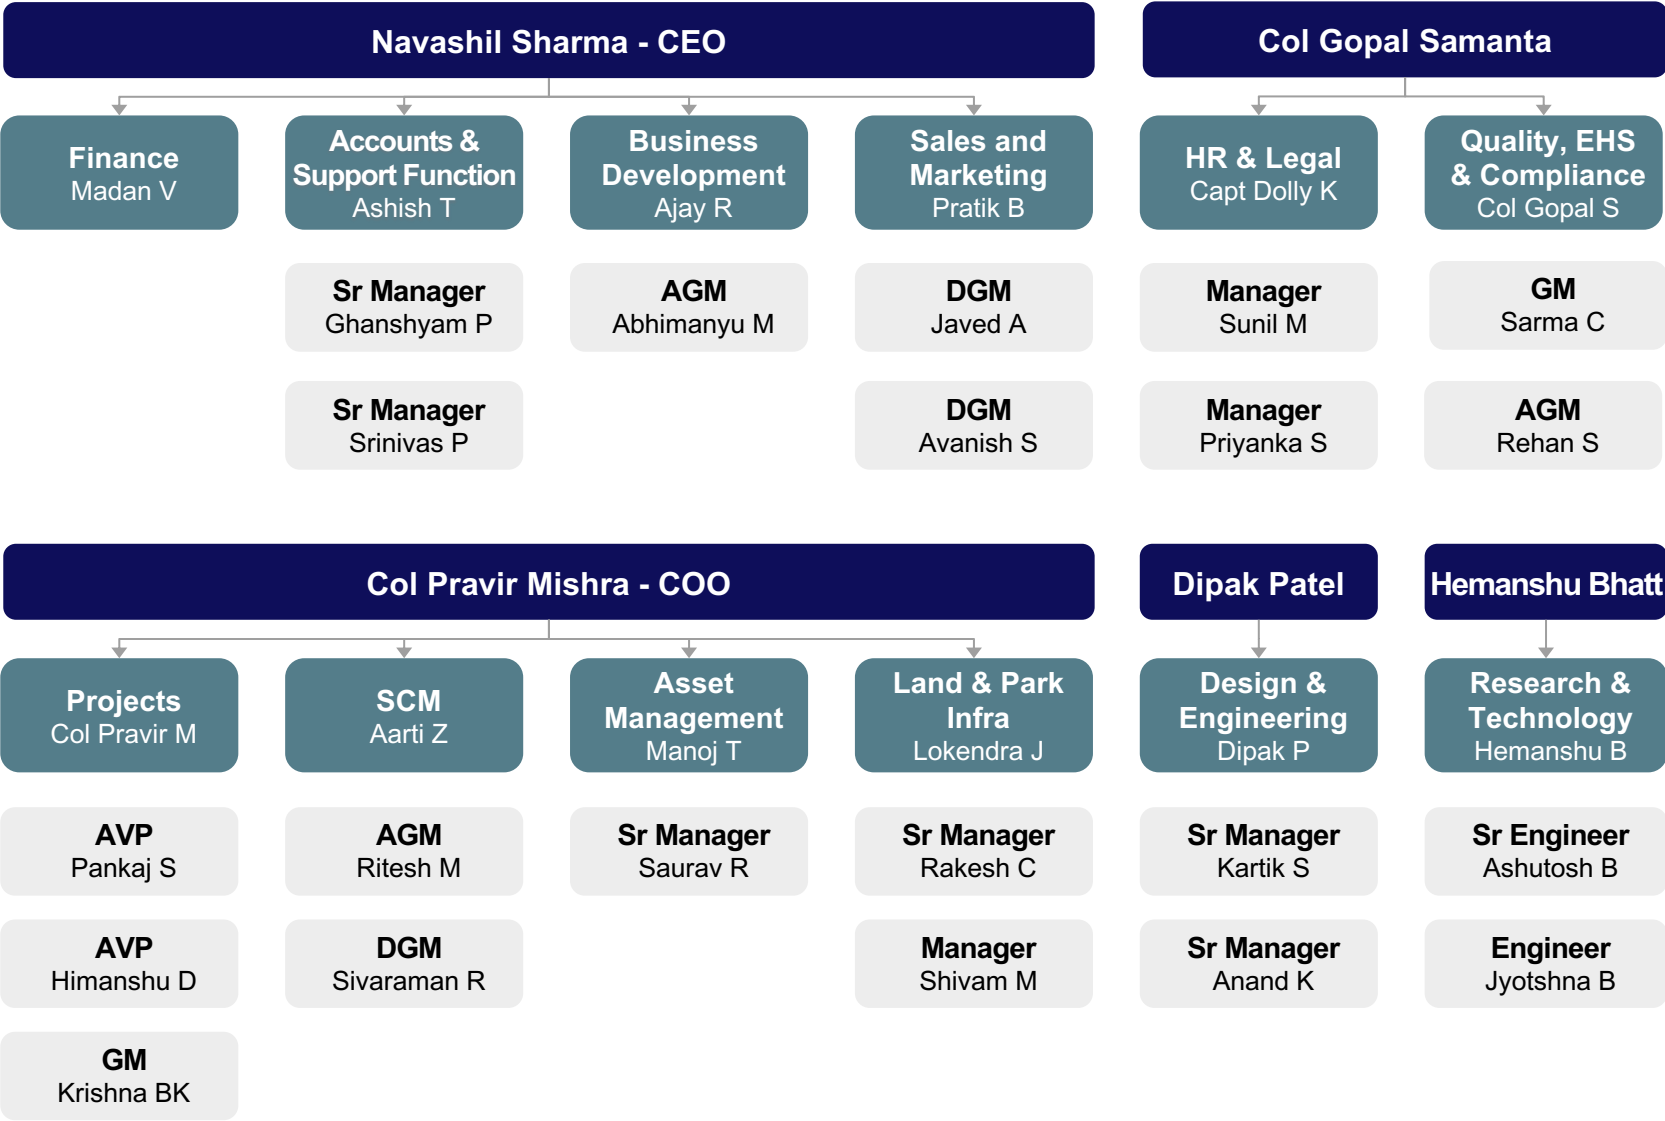 Navashil Sharma - CEO
Col Gopal Samanta
Finance
Madan V
Accounts &
Support Function
Ashish T
Business
Development
Ajay R
Sales and
Marketing
Pratik B
HR & Legal
Capt Dolly K
Quality, EHS
& Compliance
Col Gopal S
Sr Manager
Ghanshyam P
AGM
Abhimanyu M
DGM
Javed A
Manager
Sunil M
GM
Sarma C
Sr Manager
Srinivas P
DGM
Avanish S
Manager
Priyanka S
AGM
Rehan S
Col Pravir Mishra - COO
Dipak Patel
Hemanshu Bhatt
Projects
Col Pravir M
SCM
Aarti Z
Asset
Management
Manoj T
Land & Park
Infra
Lokendra J
Design &
Engineering
Dipak P
Research &
Technology
Hemanshu B
AVP
Pankaj S
AGM
Ritesh M
Sr Manager
Saurav R
Sr Manager
Rakesh C
Sr Manager
Kartik S
Sr Engineer
Ashutosh B
AVP
Himanshu D
DGM
Sivaraman R
Manager
Shivam M
Sr Manager
Anand K
Engineer
Jyotshna B
GM
Krishna BK